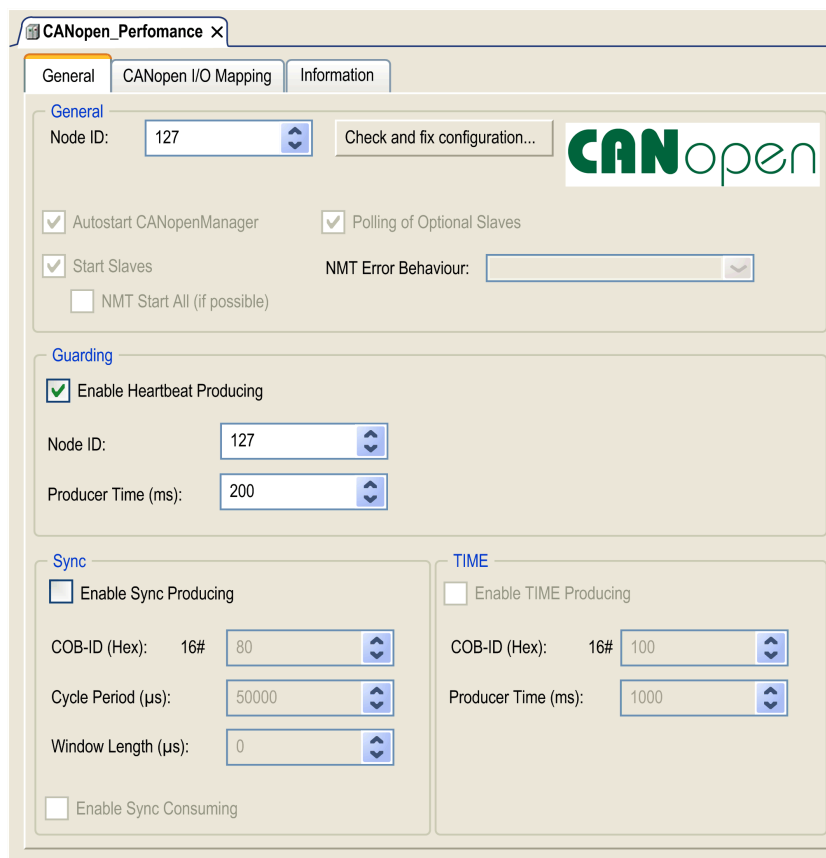 CANopen_Perfomance
General CANopen I/O Mapping Information
General
Node ID: 127 Check and fix configuration... CANopen
Autostart CANopenManager Polling of Optional Slaves
Start Slaves NMT Error Behaviour:
NMT Start All (if possible)
Guarding
Enable Heartbeat Producing
Node ID: 127
Producer Time (ms): 200
Sync TIME
Enable Sync Producing Enable TIME Producing
COB-ID (Hex): 16# 80 COB-ID (Hex): 16# 100
Cycle Period (µs): 50000 Producer Time (ms): 1000
Window Length (µs): 0
Enable Sync Consuming